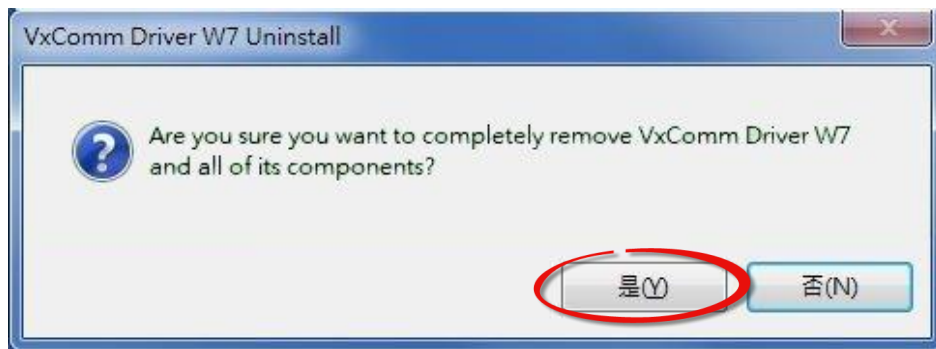 VxComm Driver W7 Uninstall
Are you sure you want to completely remove VxComm Driver W7
and all of its components?
是(Y) 否(N)